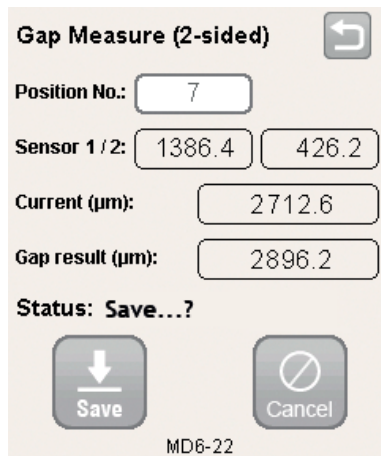 Gap Measure (2-sided)
Position No.: 7
Sensor 1 / 2: 1386.4 426.2
Current (µm): 2712.6
Gap result (µm): 2896.2
Status: Save...?
Save Cancel
MD6-22